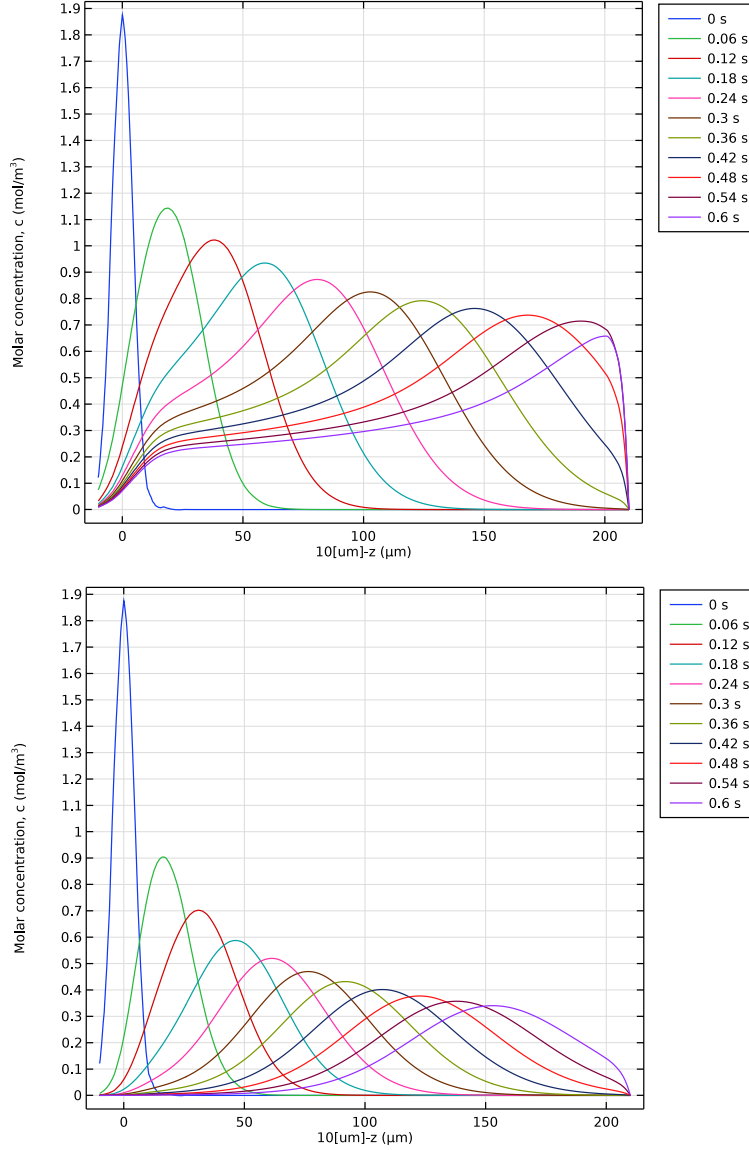 1.9
1.8
1.7
1.6
1.5
1.4
1.3
1.2
1.1
1
0.9
0.8
0.7
0.6
0.5
0.4
0.3
0.2
0.1
0
Molar concentration, c (mol/m³)
0
50
100
150
200
10[um]-z (µm)
0 s
0.06 s
0.12 s
0.18 s
0.24 s
0.3 s
0.36 s
0.42 s
0.48 s
0.54 s
0.6 s
1.9
1.8
1.7
1.6
1.5
1.4
1.3
1.2
1.1
1
0.9
0.8
0.7
0.6
0.5
0.4
0.3
0.2
0.1
0
Molar concentration, c (mol/m³)
0
50
100
150
200
10[um]-z (µm)
0 s
0.06 s
0.12 s
0.18 s
0.24 s
0.3 s
0.36 s
0.42 s
0.48 s
0.54 s
0.6 s